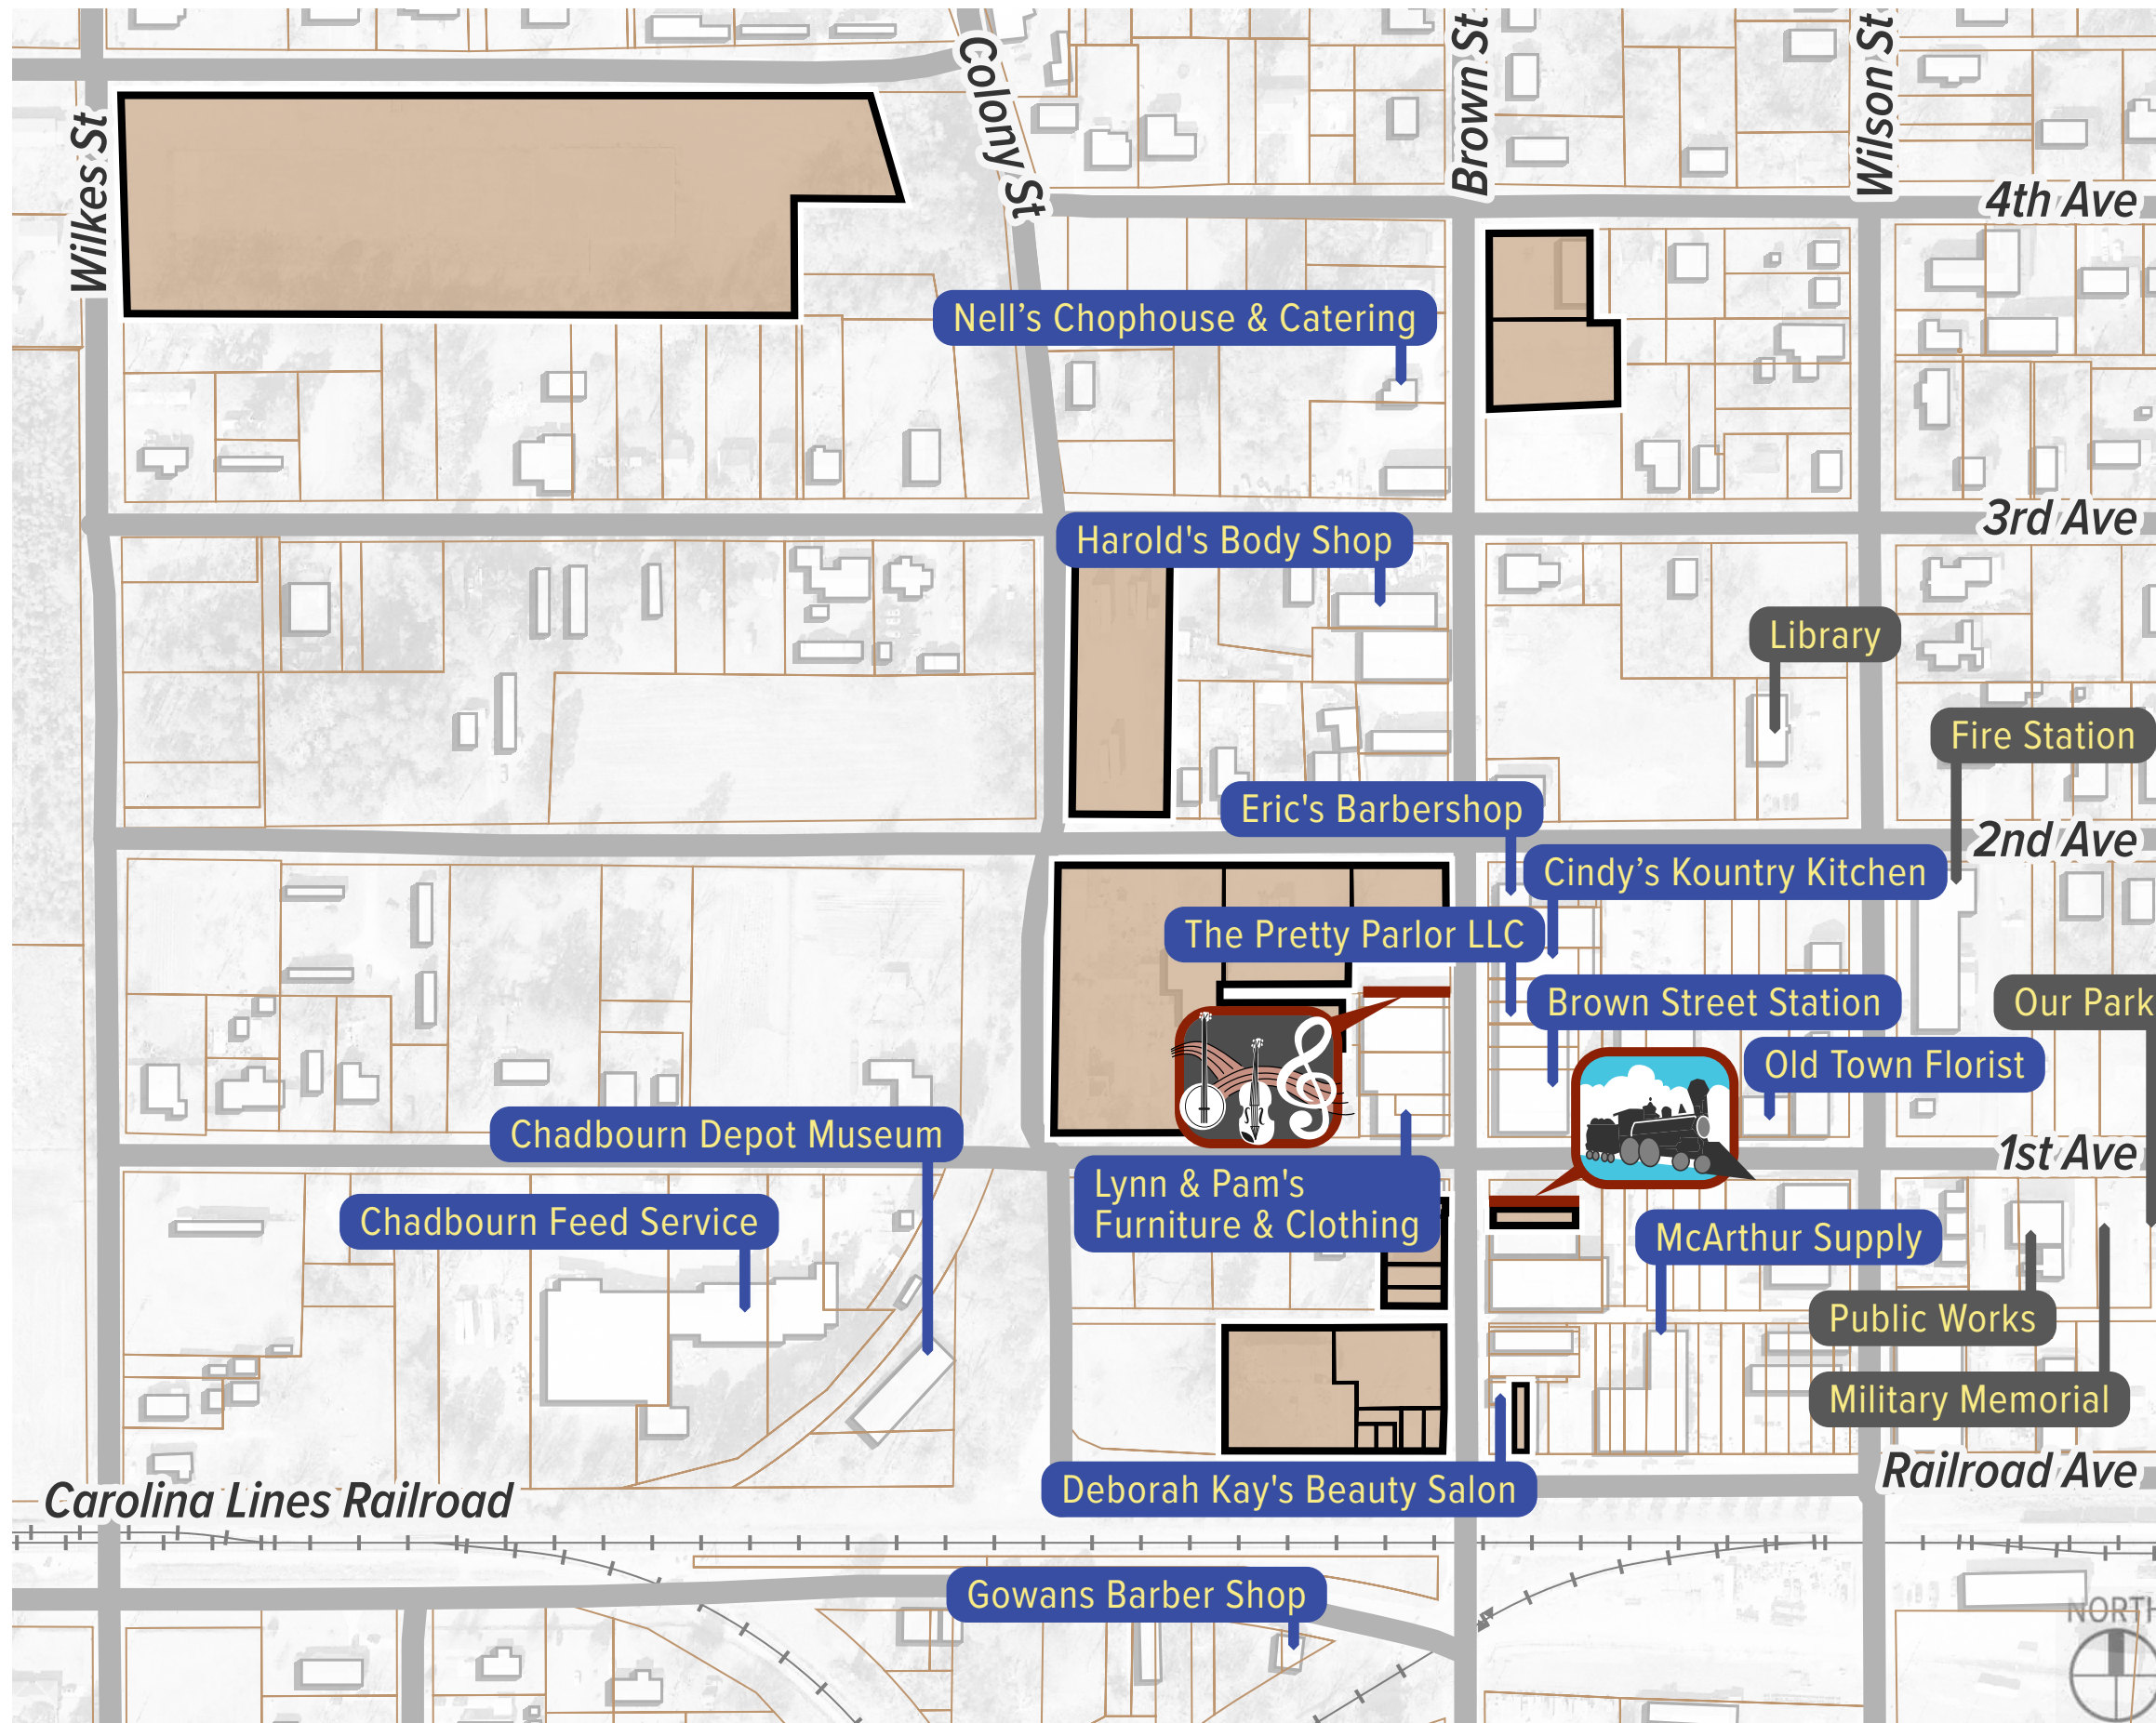 Colony St
Brown St
Wilson St
Wilkes St
4th Ave
Nell’s Chophouse & Catering
3rd Ave
Harold's Body Shop
Library
Fire Station
Eric's Barbershop
2nd Ave
Cindy’s Kountry Kitchen
The Pretty Parlor LLC
Brown Street Station
Our Park
Old Town Florist
Chadbourn Depot Museum
1st Ave
Lynn & Pam's
Furniture & Clothing
Chadbourn Feed Service
McArthur Supply
Public Works
Military Memorial
Railroad Ave
Deborah Kay's Beauty Salon
Carolina Lines Railroad
Gowans Barber Shop
NORTH